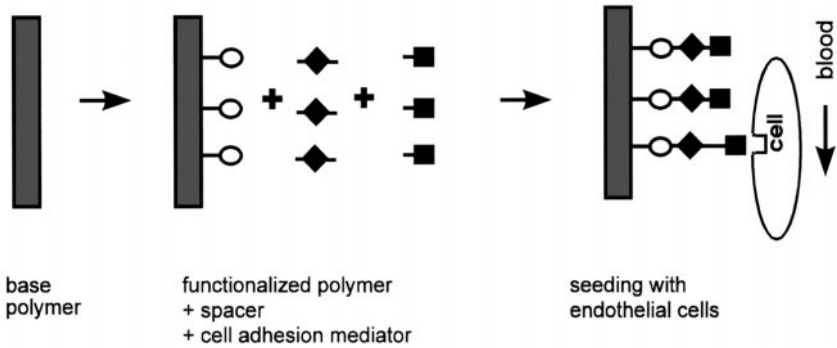 blood
cell
base
polymer
functionalized polymer
+ spacer
+ cell adhesion mediator
seeding with
endothelial cells